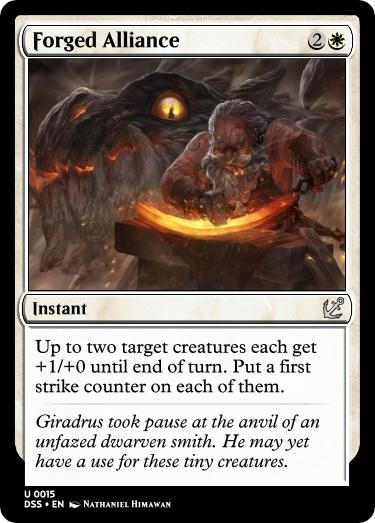 Forged Alliance 2
Instant
Up to two target creatures each get
+1/+0 until end of turn. Put a first
strike counter on each of them.
Giradrus took pause at the anvil of an
unfazed dwarven smith. He may yet
have a use for these tiny creatures.
U 0015
DSS • EN Nathaniel Himawan